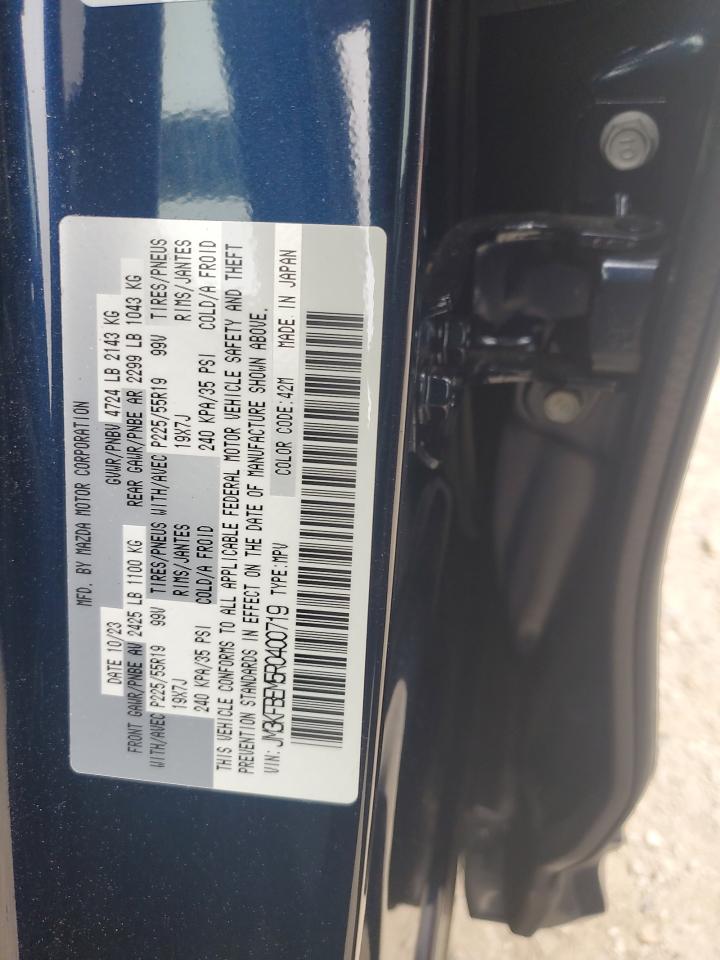 MFD. BY MAZDA MOTOR CORPORATION
DATE 10/23 GVWR/PNBV 4724 LB 2143 KG
FRONT GAWR/PNBE AV 2425 LB 1100 KG REAR GAWR/PNBE AR 2299 LB 1043 KG
WITH/AVEC P225/55R19 99V TIRES/PNEUS WITH/AVEC P225/55R19 99V TIRES/PNEUS
19X7J RIMS/JANTES 19X7J RIMS/JANTES
240 KPA/35 PSI COLD/A FROID 240 KPA/35 PSI COLD/A FROID
THIS VEHICLE CONFORMS TO ALL APPLICABLE FEDERAL MOTOR VEHICLE SAFETY AND THEFT
PREVENTION STANDARDS IN EFFECT ON THE DATE OF MANUFACTURE SHOWN ABOVE.
VIN: JM3KFBEM5R0400719 TYPE:MPV COLOR CODE:42M MADE IN JAPAN
10